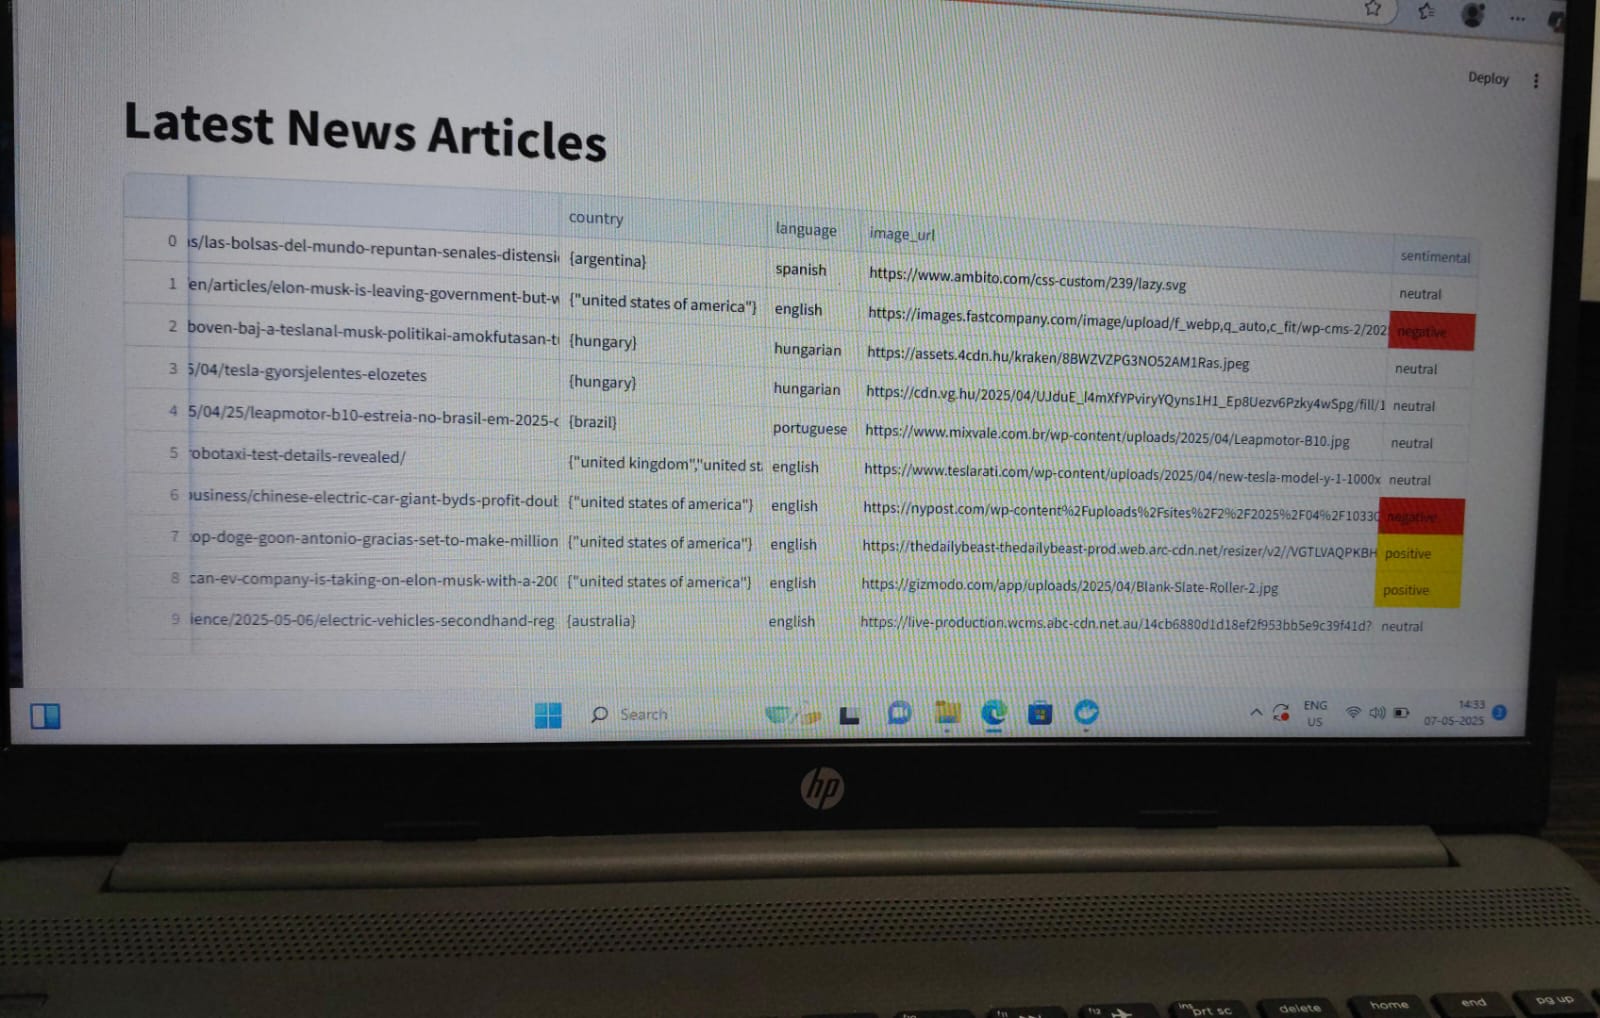 Deploy
Latest News Articles
country language image_url sentimental
0 s/las-bolsas-del-mundo-repuntan-senales-distensi {argentina} spanish https://www.ambito.com/css-custom/239/lazy.svg neutral
1 en/articles/elon-musk-is-leaving-government-but-w {"united states of america"} english https://images.fastcompany.com/image/upload/f_webp,q_auto,c_fit/wp-cms-2/202 negative
2 boven-baj-a-teslanal-musk-politikai-amokfutasan-t {hungary} hungarian https://assets.4cdn.hu/kraken/8BWZVZPG3NO52AM1Ras.jpeg neutral
3 5/04/tesla-gyorsjelentes-elozetes {hungary} hungarian https://cdn.vg.hu/2025/04/UJduE_I4mXfYPviryYQyns1H1_Ep8Uezv6Pzky4wSpg/fill/1 neutral
4 5/04/25/leapmotor-b10-estreia-no-brasil-em-2025-c {brazil} portuguese https://www.mixvale.com.br/wp-content/uploads/2025/04/Leapmotor-B10.jpg neutral
5 robotaxi-test-details-revealed/ {"united kingdom","united st english https://www.teslarati.com/wp-content/uploads/2025/04/new-tesla-model-y-1-1000x neutral
6 business/chinese-electric-car-giant-byds-profit-doub {"united states of america"} english https://nypost.com/wp-content%2Fuploads%2Fsites%2F2%2F2025%2F04%2F1033 negative
7 top-doge-goon-antonio-gracias-set-to-make-million {"united states of america"} english https://thedailybeast-thedailybeast-prod.web.arc-cdn.net/resizer/v2//VGTLVAQPKBH positive
8 can-ev-company-is-taking-on-elon-musk-with-a-200 {"united states of america"} english https://gizmodo.com/app/uploads/2025/04/Blank-Slate-Roller-2.jpg positive
9 ience/2025-05-06/electric-vehicles-secondhand-reg {australia} english https://live-production.wcms.abc-cdn.net.au/14cb6880d1d18ef2f953bb5e9c39f41d? neutral
Search
ENG
US
14:33
07-05-2025
hp
ins prt sc delete home end pg up